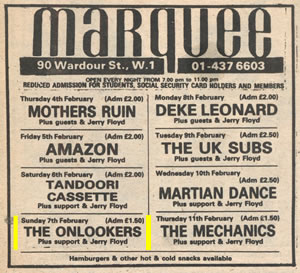 marquee
90 Wardour St., W.1 01-437 6603
OPEN EVERY NIGHT FROM 7.00 pm to 11.00 pm
REDUCED ADMISSION FOR STUDENTS, SOCIAL SECURITY CARD HOLDERS AND MEMBERS
Thursday 4th February (Adm £2.00)
MOTHERS RUIN
Plus guests & Jerry Floyd
Friday 5th February (Adm £2.00)
AMAZON
Plus guests & Jerry Floyd
Saturday 6th February (Adm £2.00)
TANDOORI
CASSETTE
Plus support & Jerry Floyd
Sunday 7th February (Adm £1.50)
THE ONLOOKERS
Plus support & Jerry Floyd
Monday 8th February (Adm £2.00)
DEKE LEONARD
Plus guests & Jerry Floyd
Tuesday 9th February (Adm £2.50)
THE UK SUBS
Plus guests & Jerry Floyd
Wednesday 10th February
(Adm £2.50)
MARTIAN DANCE
Plus support & Jerry Floyd
Thursday 11th February (Adm £1.50)
THE MECHANICS
Plus support & Jerry Floyd
Hamburgers & other hot & cold snacks available